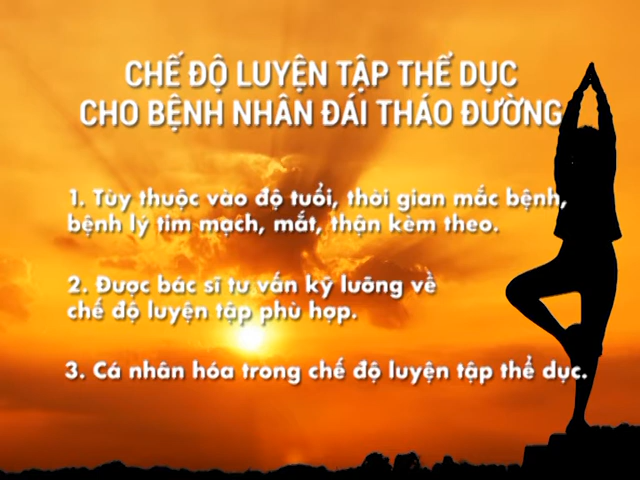 CHẾ ĐỘ LUYỆN TẬP THỂ DỤC
CHO BỆNH NHÂN ĐÁI THÁO ĐƯỜNG
1. Tùy thuộc vào độ tuổi, thời gian mắc bệnh,
bệnh lý tim mạch, mắt, thận kèm theo.
2. Được bác sĩ tư vấn kỹ lưỡng về
chế độ luyện tập phù hợp.
3. Cá nhân hóa trong chế độ luyện tập thể dục.